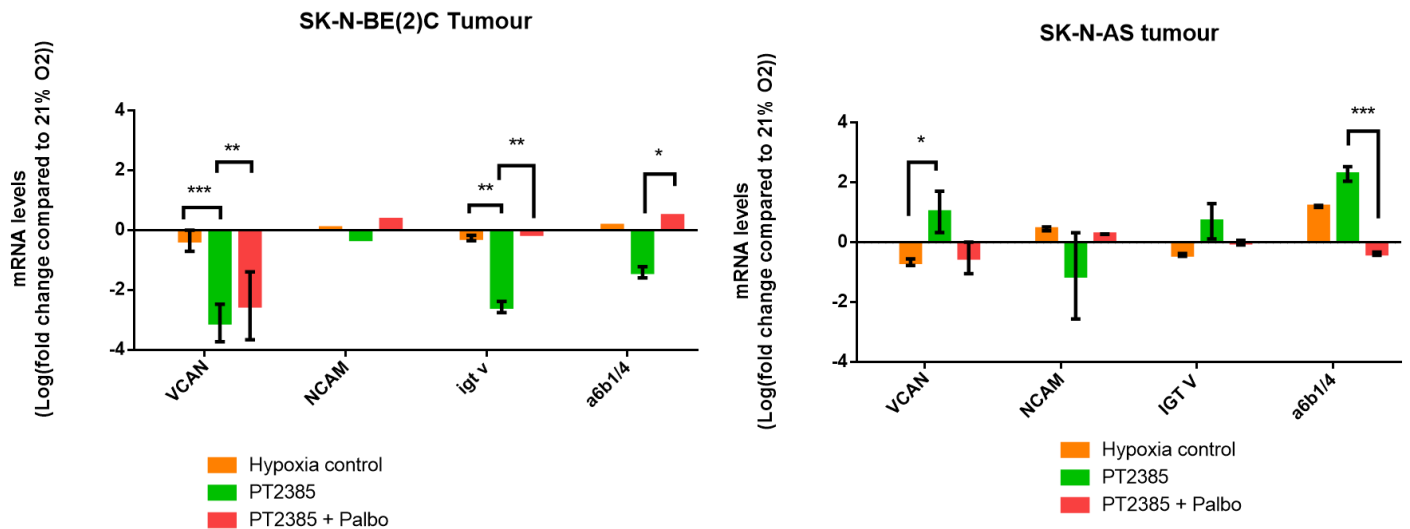 SK-N-BE(2)C Tumour
mRNA levels
(Log(fold change compared to 21% O2))
4
2
0
-2
-4
***
**
**
**
*
VCAN
NCAM
igt v
a6b1/4
Hypoxia control
PT2385
PT2385 + Palbo
SK-N-AS tumour
mRNA levels
(Log(fold change compared to 21% O2))
4
2
0
-2
-4
*
***
VCAN
NCAM
IGT V
a6b1/4
Hypoxia control
PT2385
PT2385 + Palbo